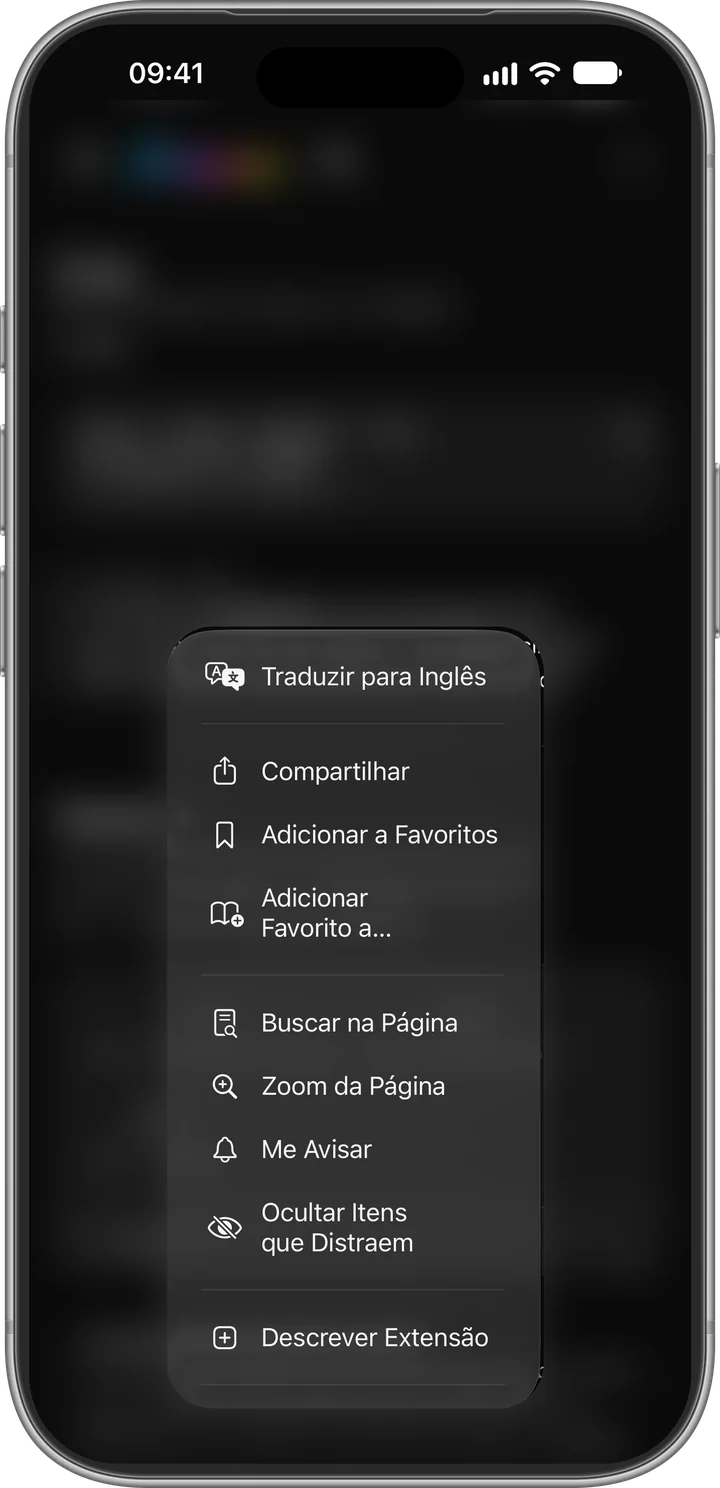 09:41
Traduzir para Inglês
Compartilhar
Adicionar a Favoritos
Adicionar
Favorito a...
Buscar na Página
Zoom da Página
Me Avisar
Ocultar Itens
que Distraem
Descrever Extensão